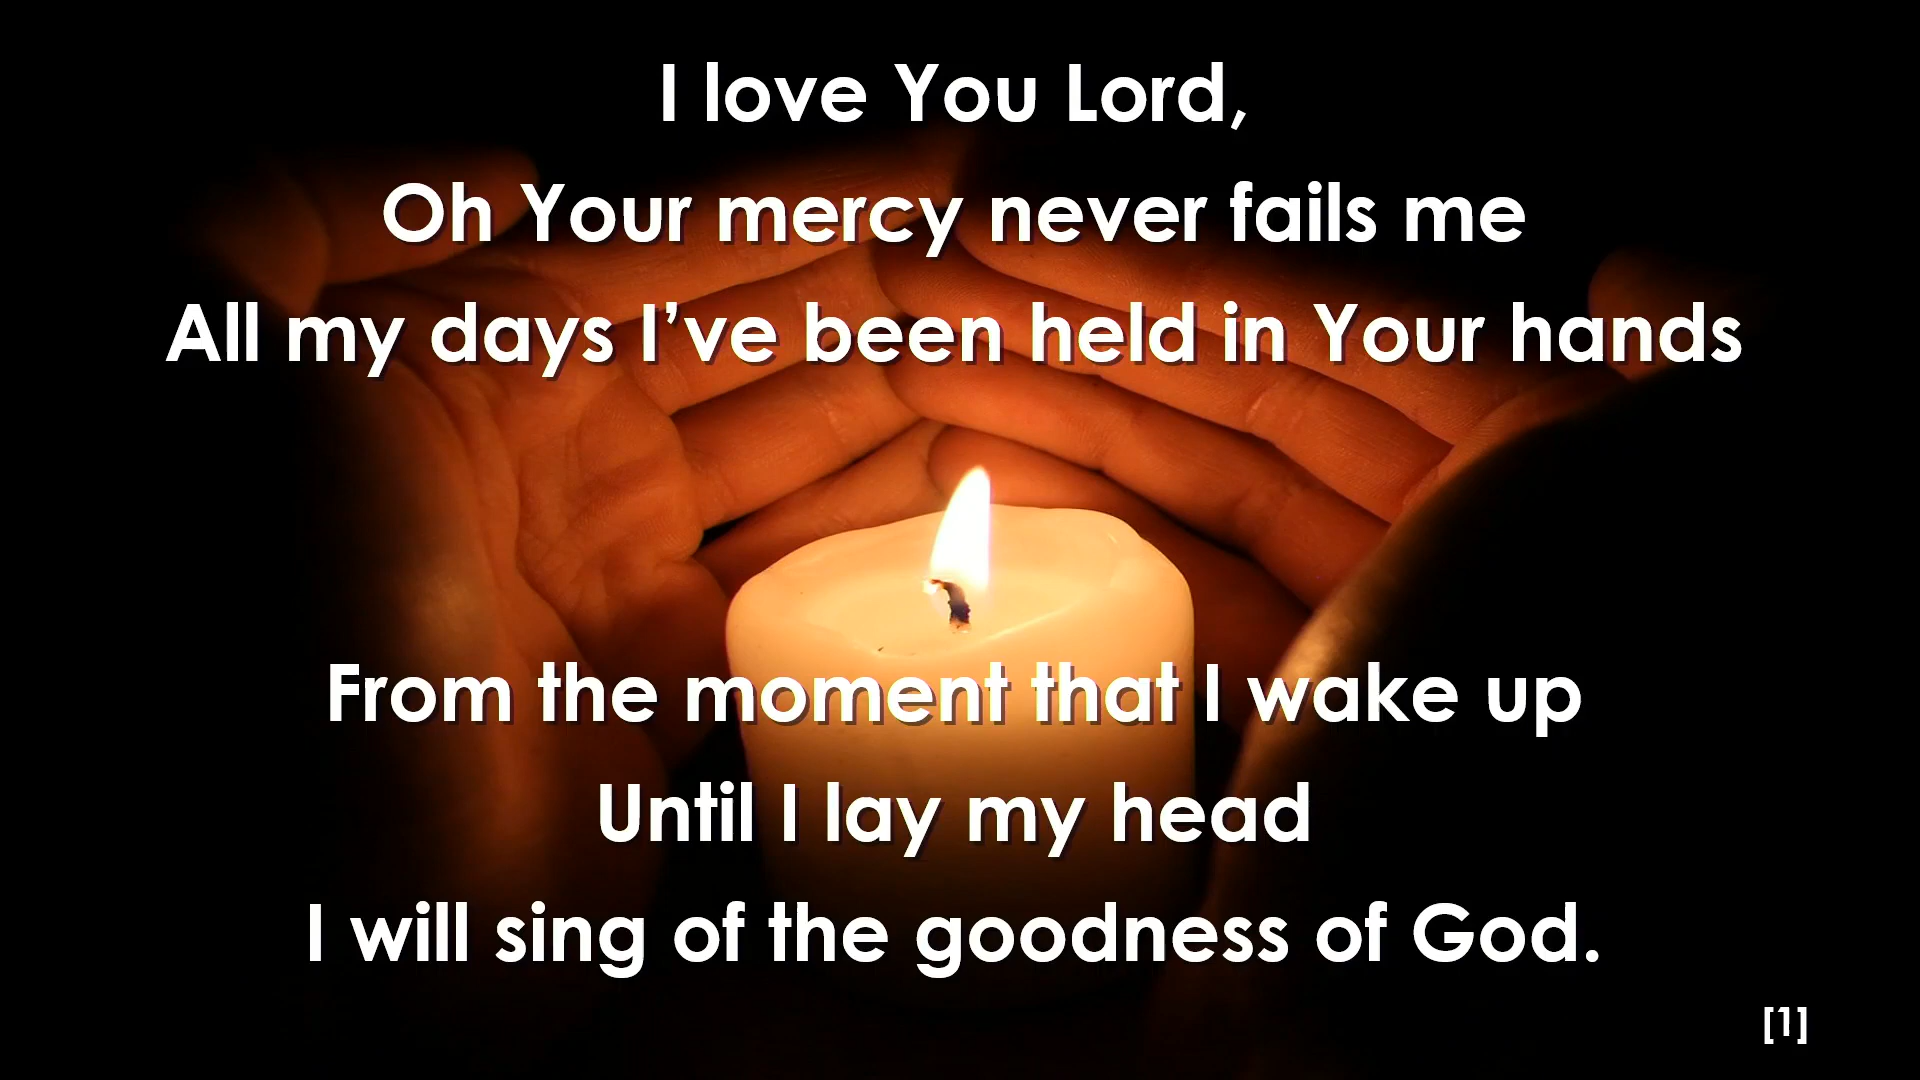 I love You Lord,
Oh Your mercy never fails me
All my days I’ve been held in Your hands
From the moment that I wake up
Until I lay my head
I will sing of the goodness of God.
[1]